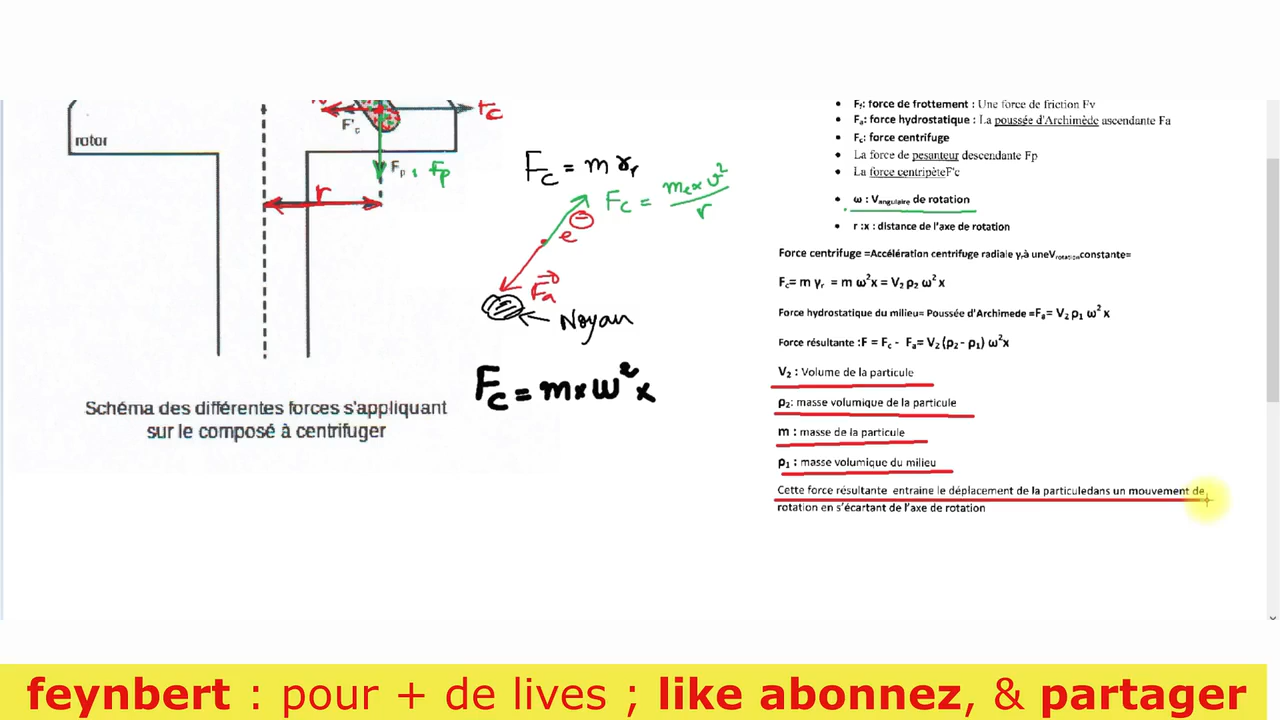 rotor
F'c
Fc
Fp , Fp
r
Schéma des différentes forces s'appliquant
sur le composé à centrifuger
Fc = m γr
Fc = me × v²
r
e
Fa
Noyau
Fc = m × ω² x
• Ff: force de frottement : Une force de friction Fv
• Fa: force hydrostatique : La poussée d'Archimède ascendante Fa
• Fc: force centrifuge
• La force de pesanteur descendante Fp
• La force centripèteF'c
• ω : Vangulaire de rotation
• r :x : distance de l'axe de rotation
Force centrifuge =Accélération centrifuge radiale γrà uneVrotationconstante=
Fc= m γr = m ω²x = V2 ρ2 ω² x
Force hydrostatique du milieu= Poussée d'Archimede =Fa= V2 ρ1 ω² x
Force résultante :F = Fc - Fa= V2 (ρ2- ρ1) ω²x
V2 : Volume de la particule
ρ2: masse volumique de la particule
m : masse de la particule
ρ1 : masse volumique du milieu
Cette force résultante entraine le déplacement de la particuledans un mouvement de
rotation en s'écartant de l'axe de rotation
feynbert : pour + de lives ; like abonnez, & partager